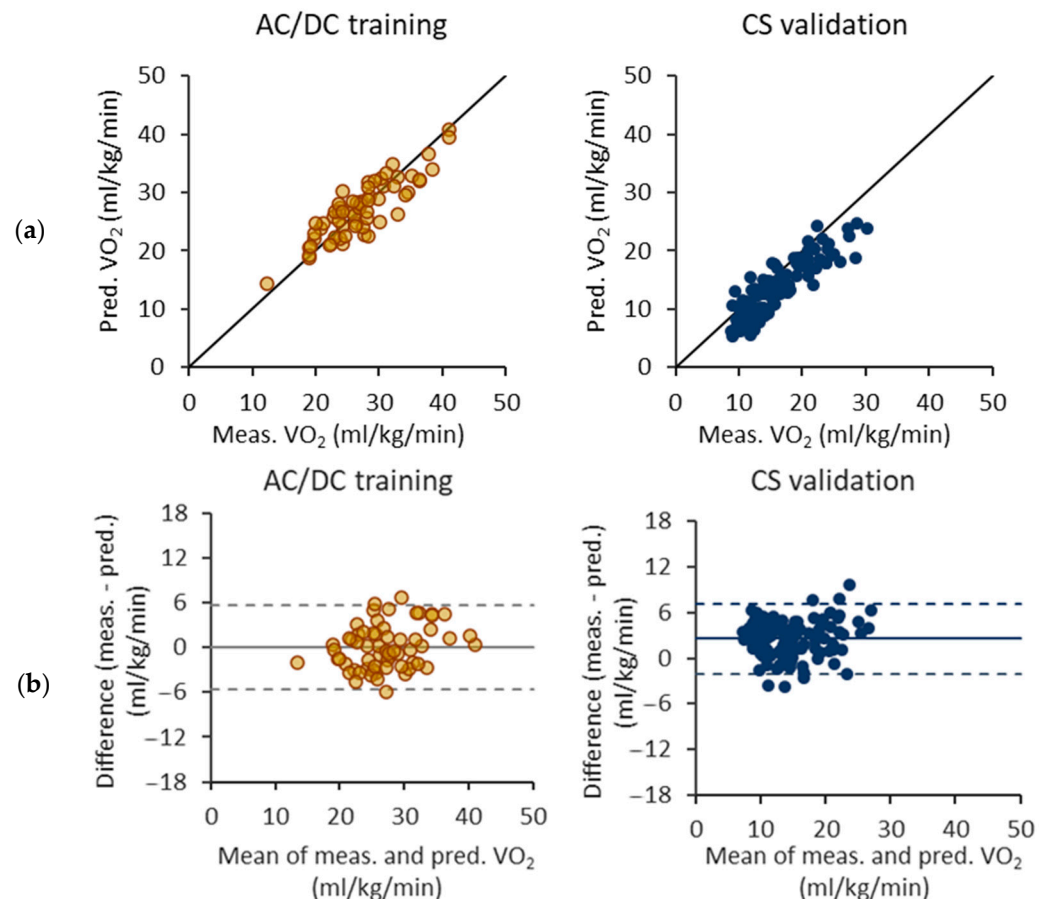 AC/DC training
CS validation
(a)
Pred. VO₂ (ml/kg/min)
50
40
30
20
10
0
0 10 20 30 40 50
Meas. VO₂ (ml/kg/min)
Pred. VO₂ (ml/kg/min)
50
40
30
20
10
0
0 10 20 30 40 50
Meas. VO₂ (ml/kg/min)
AC/DC training
CS validation
(b)
Difference (meas. - pred.)
(ml/kg/min)
18
12
6
0
−6
−12
−18
0 10 20 30 40 50
Mean of meas. and pred. VO₂
(ml/kg/min)
Difference (meas. - pred.)
(ml/kg/min)
18
12
6
0
−6
−12
−18
0 10 20 30 40 50
Mean of meas. and pred. VO₂
(ml/kg/min)